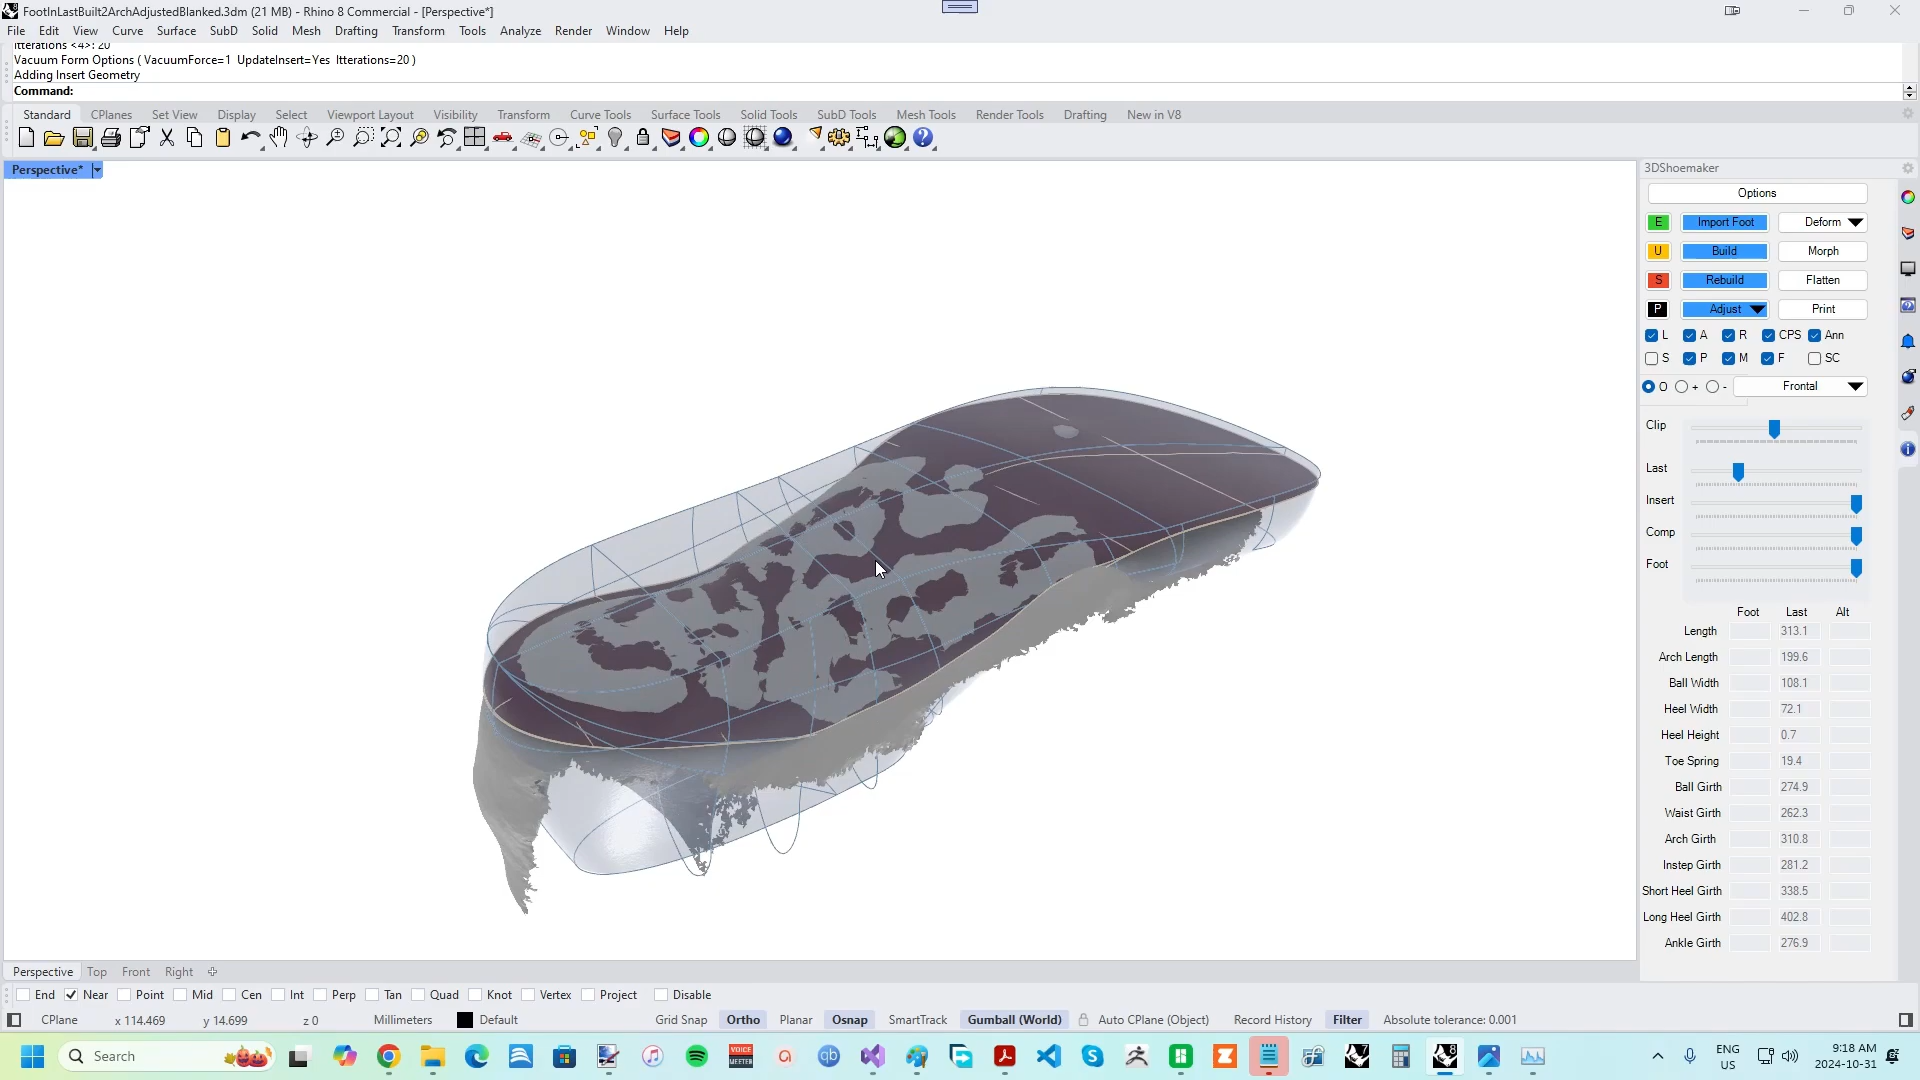 FootInLastBuilt2ArchAdjustedBlanked.3dm (21 MB) - Rhino 8 Commercial - [Perspective*]
File Edit View Curve Surface SubD Solid Mesh Drafting Transform Tools Analyze Render Window Help
Itterations <4>: 20
Vacuum Form Options ( VacuumForce=1 UpdateInsert=Yes Itterations=20 )
Adding Insert Geometry
Command:
Standard CPlanes Set View Display Select Viewport Layout Visibility Transform Curve Tools Surface Tools Solid Tools SubD Tools Mesh Tools Render Tools Drafting New in V8
Perspective*
3DShoemaker
Options
E Import Foot Deform
U Build Morph
S Rebuild Flatten
P Adjust Print
L A R CPS Ann
S P M F SC
O + - Frontal
Clip
Last
Insert
Comp
Foot
Foot Last Alt
Length 313.1
Arch Length 199.6
Ball Width 108.1
Heel Width 72.1
Heel Height 0.7
Toe Spring 19.4
Ball Girth 274.9
Waist Girth 262.3
Arch Girth 310.8
Instep Girth 281.2
Short Heel Girth 338.5
Long Heel Girth 402.8
Ankle Girth 276.9
Perspective Top Front Right
End Near Point Mid Cen Int Perp Tan Quad Knot Vertex Project Disable
CPlane x 114.469 y 14.699 z 0 Millimeters Default Grid Snap Ortho Planar Osnap SmartTrack Gumball (World) Auto CPlane (Object) Record History Filter Absolute tolerance: 0.001
Search
VOICE MEETER
qb
ENG
US
9:18 AM
2024-10-31